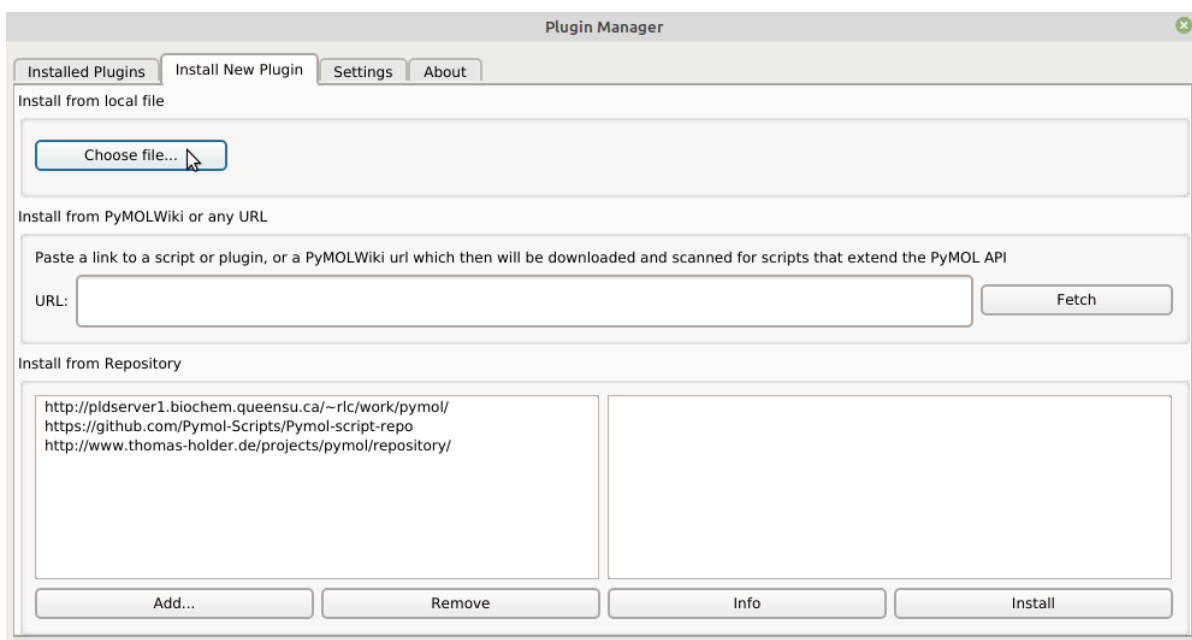 Plugin Manager
Installed Plugins
Install New Plugin
Settings
About
Install from local file
Choose file...
Install from PyMOLWiki or any URL
Paste a link to a script or plugin, or a PyMOLWiki url which then will be downloaded and scanned for scripts that extend the PyMOL API
URL:
Fetch
Install from Repository
http://pldserver1.biochem.queensu.ca/~rlc/work/pymol/
https://github.com/Pymol-Scripts/Pymol-script-repo
http://www.thomas-holder.de/projects/pymol/repository/
Add...
Remove
Info
Install